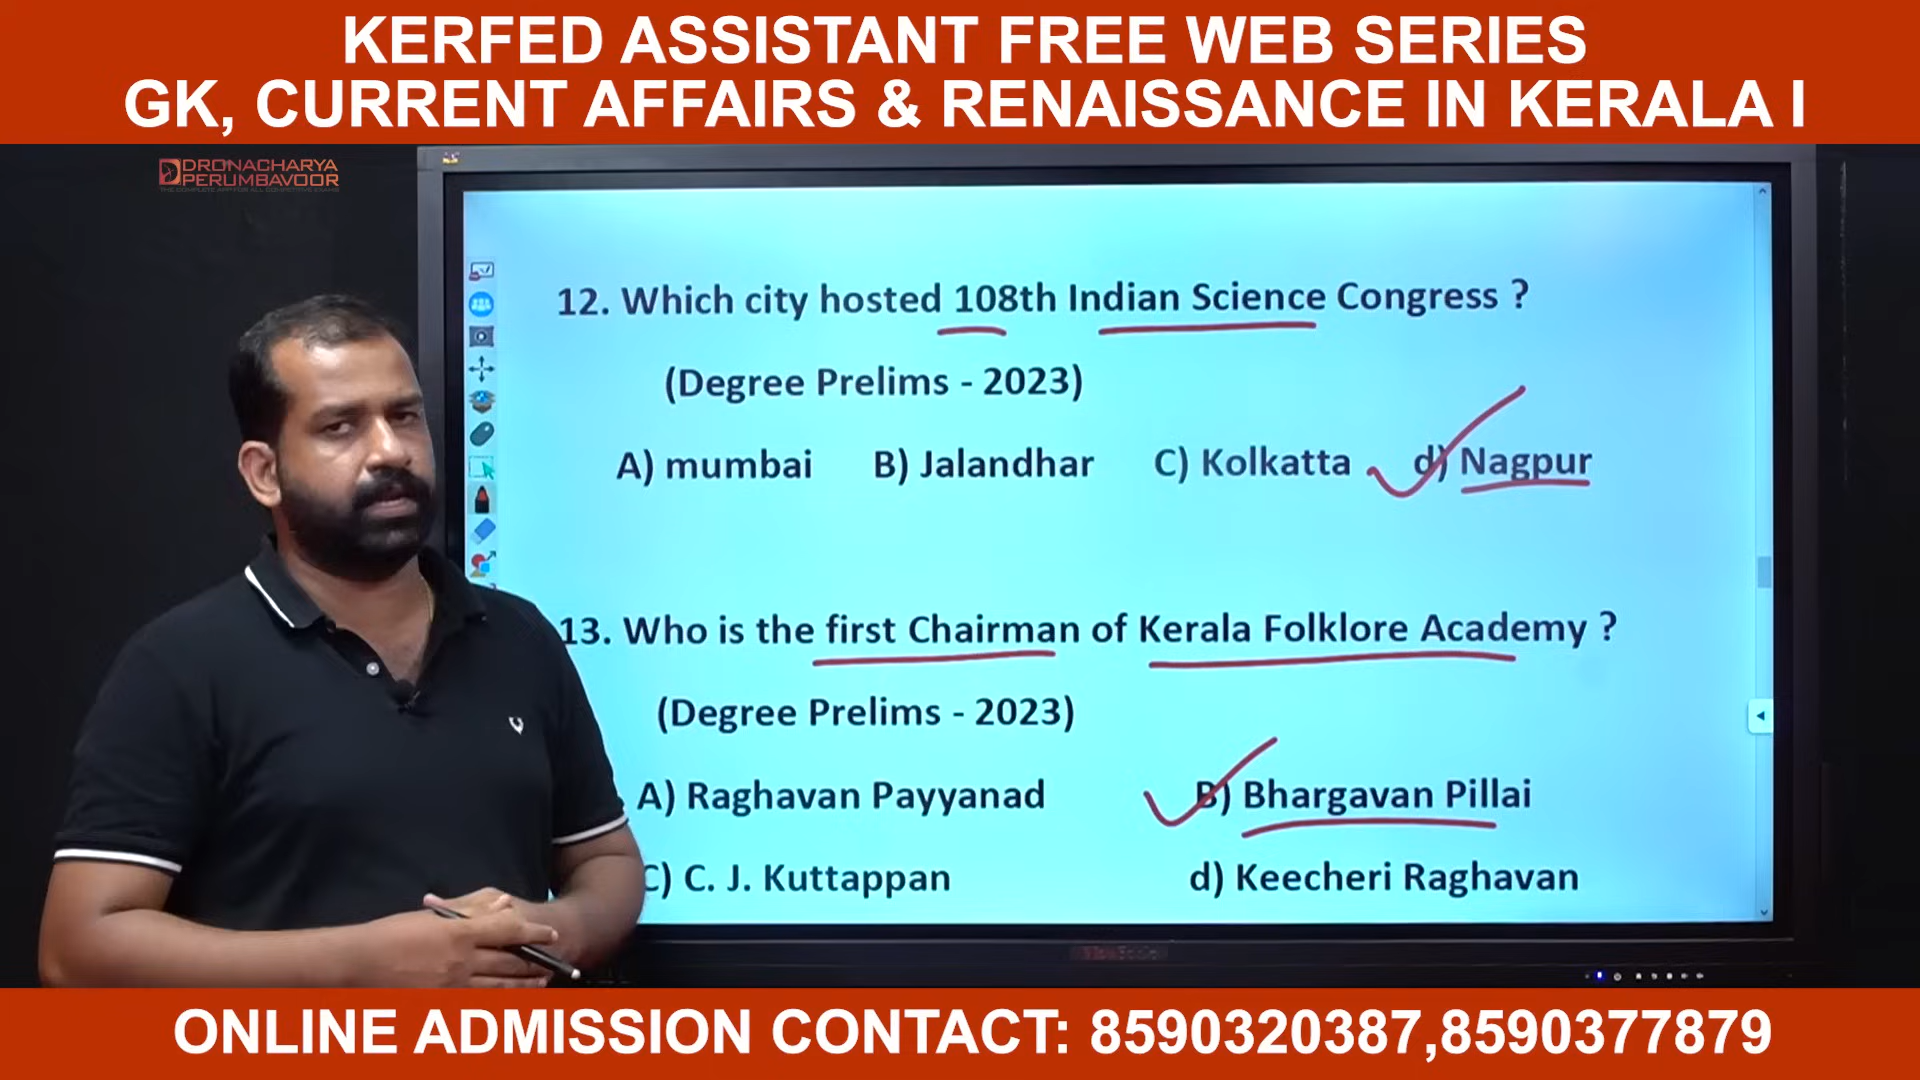 KERFED ASSISTANT FREE WEB SERIES
GK, CURRENT AFFAIRS & RENAISSANCE IN KERALA I
DRONACHARYA
PERUMBAVOOR
12. Which city hosted 108th Indian Science Congress ?
(Degree Prelims - 2023)
A) mumbai B) Jalandhar C) Kolkatta d) Nagpur
13. Who is the first Chairman of Kerala Folklore Academy ?
(Degree Prelims - 2023)
A) Raghavan Payyanad B) Bhargavan Pillai
C) C. J. Kuttappan d) Keecheri Raghavan
ONLINE ADMISSION CONTACT: 8590320387,8590377879